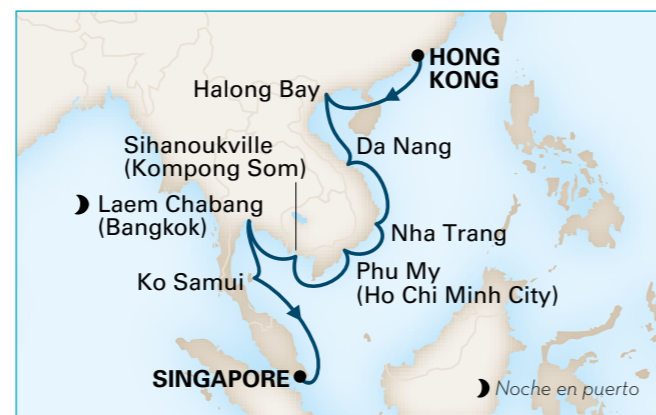 HONG
KONG
Halong Bay
Da Nang
Sihanoukville
(Kompong Som)
Laem Chabang
(Bangkok)
Nha Trang
Phu My
(Ho Chi Minh City)
Ko Samui
SINGAPORE
Noche en puerto